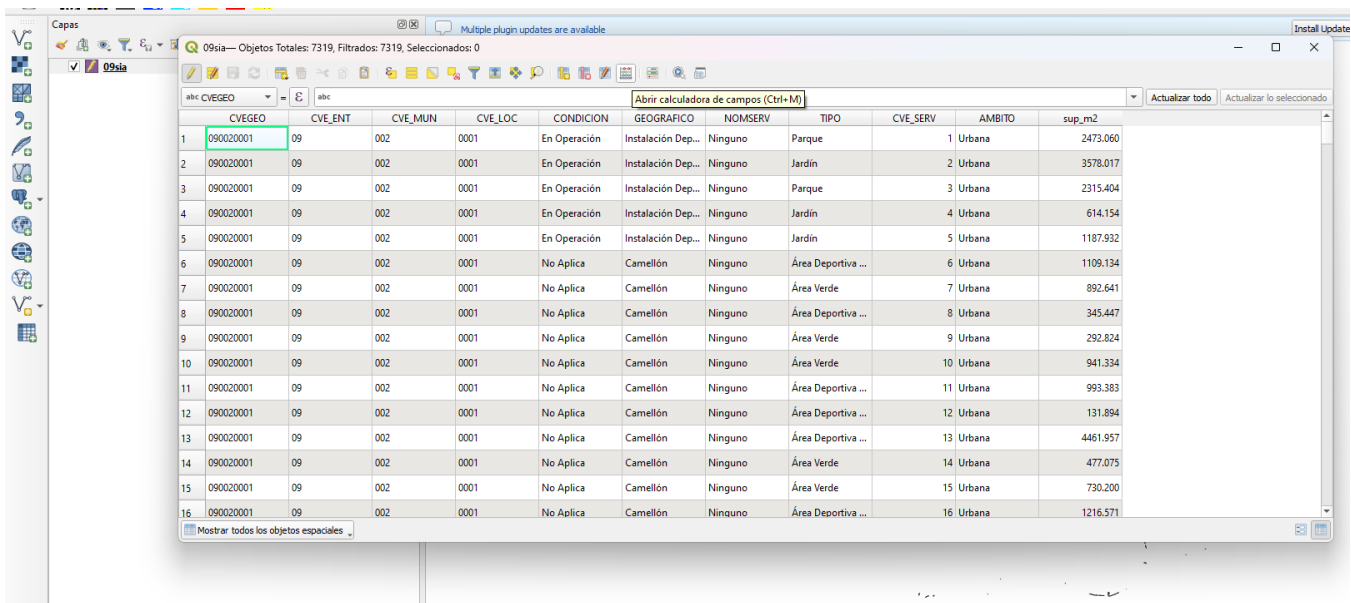 Capas
Multiple plugin updates are available
Install Update
09sia
09sia— Objetos Totales: 7319, Filtrados: 7319, Seleccionados: 0
abc CVEGEO = ε abc
Abrir calculadora de campos (Ctrl+M)
Actualizar todo Actualizar lo seleccionado
CVEGEO CVE_ENT CVE_MUN CVE_LOC CONDICION GEOGRAFICO NOMSERV TIPO CVE_SERV AMBITO sup_m2
1 090020001 09 002 0001 En Operación Instalación Dep... Ninguno Parque 1 Urbana 2473.060
2 090020001 09 002 0001 En Operación Instalación Dep... Ninguno Jardín 2 Urbana 3578.017
3 090020001 09 002 0001 En Operación Instalación Dep... Ninguno Parque 3 Urbana 2315.404
4 090020001 09 002 0001 En Operación Instalación Dep... Ninguno Jardín 4 Urbana 614.154
5 090020001 09 002 0001 En Operación Instalación Dep... Ninguno Jardín 5 Urbana 1187.932
6 090020001 09 002 0001 No Aplica Camellón Ninguno Área Deportiva ... 6 Urbana 1109.134
7 090020001 09 002 0001 No Aplica Camellón Ninguno Área Verde 7 Urbana 892.641
8 090020001 09 002 0001 No Aplica Camellón Ninguno Área Deportiva ... 8 Urbana 345.447
9 090020001 09 002 0001 No Aplica Camellón Ninguno Área Verde 9 Urbana 292.824
10 090020001 09 002 0001 No Aplica Camellón Ninguno Área Verde 10 Urbana 941.334
11 090020001 09 002 0001 No Aplica Camellón Ninguno Área Deportiva ... 11 Urbana 993.383
12 090020001 09 002 0001 No Aplica Camellón Ninguno Área Deportiva ... 12 Urbana 131.894
13 090020001 09 002 0001 No Aplica Camellón Ninguno Área Deportiva ... 13 Urbana 4461.957
14 090020001 09 002 0001 No Aplica Camellón Ninguno Área Verde 14 Urbana 477.075
15 090020001 09 002 0001 No Aplica Camellón Ninguno Área Verde 15 Urbana 730.200
16 090020001 09 002 0001 No Aplica Camellón Ninguno Área Deportiva ... 16 Urbana 1216.571
Mostrar todos los objetos espaciales